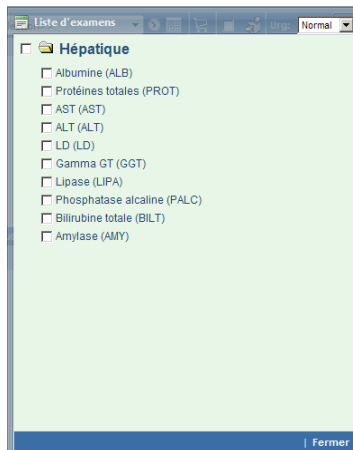 Liste d'examens Urg: Normal
Hépatique
Albumine (ALB)
Protéines totales (PROT)
AST (AST)
ALT (ALT)
LD (LD)
Gamma GT (GGT)
Lipase (LIPA)
Phosphatase alcaline (PALC)
Bilirubine totale (BILT)
Amylase (AMY)
| Fermer